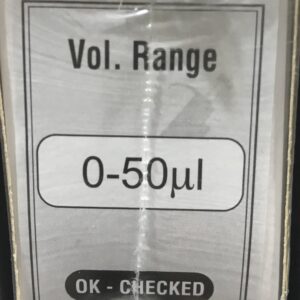 Vol. Range
0-50µl
OK - CHECKED